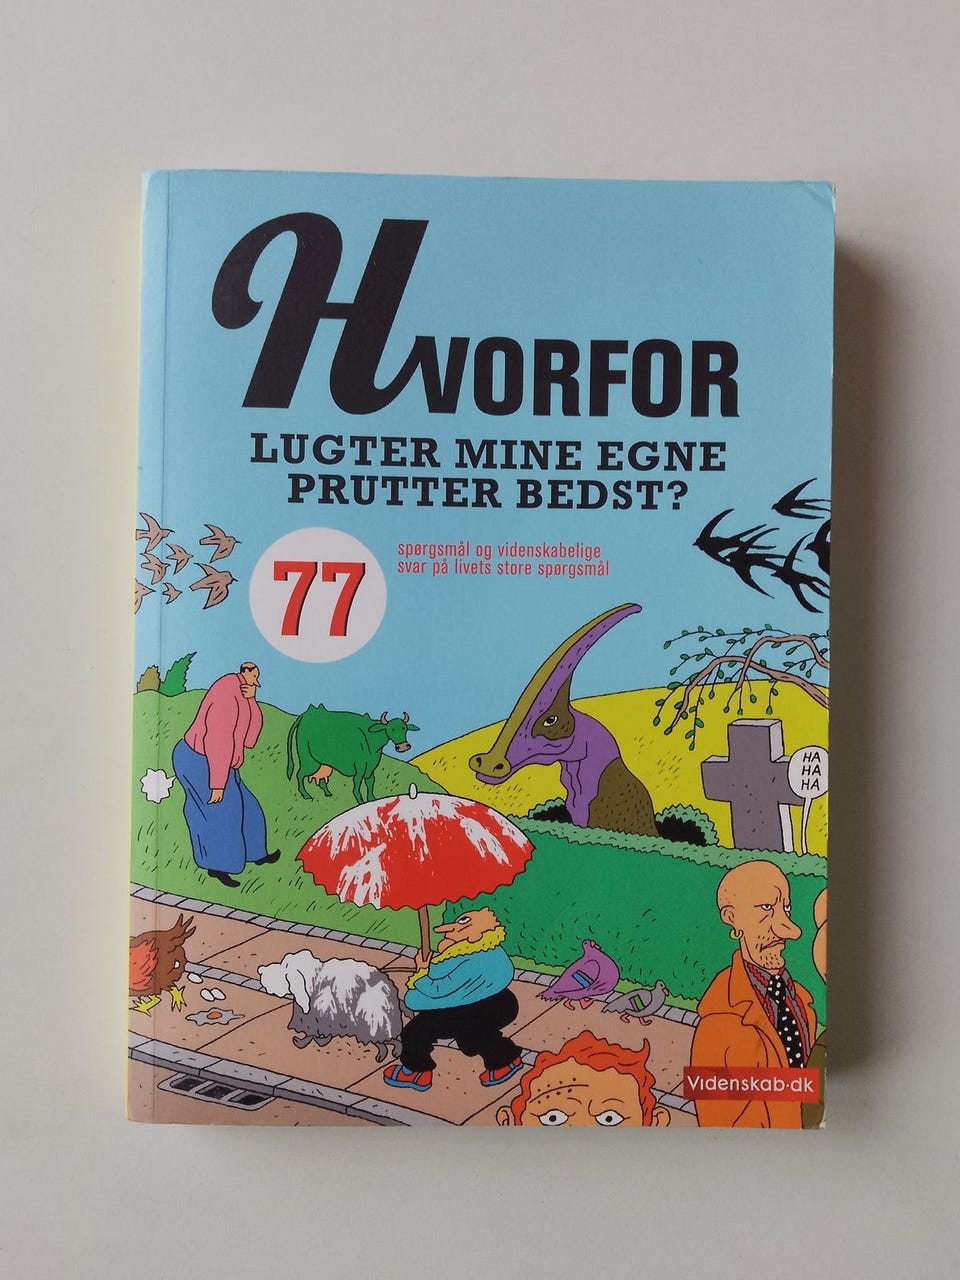 HVORFOR
LUGTER MINE EGNE
PRUTTER BEDST?
77
spørgsmål og videnskabelige
svar på livets store spørgsmål
HA
HA
HA
Videnskab.dk